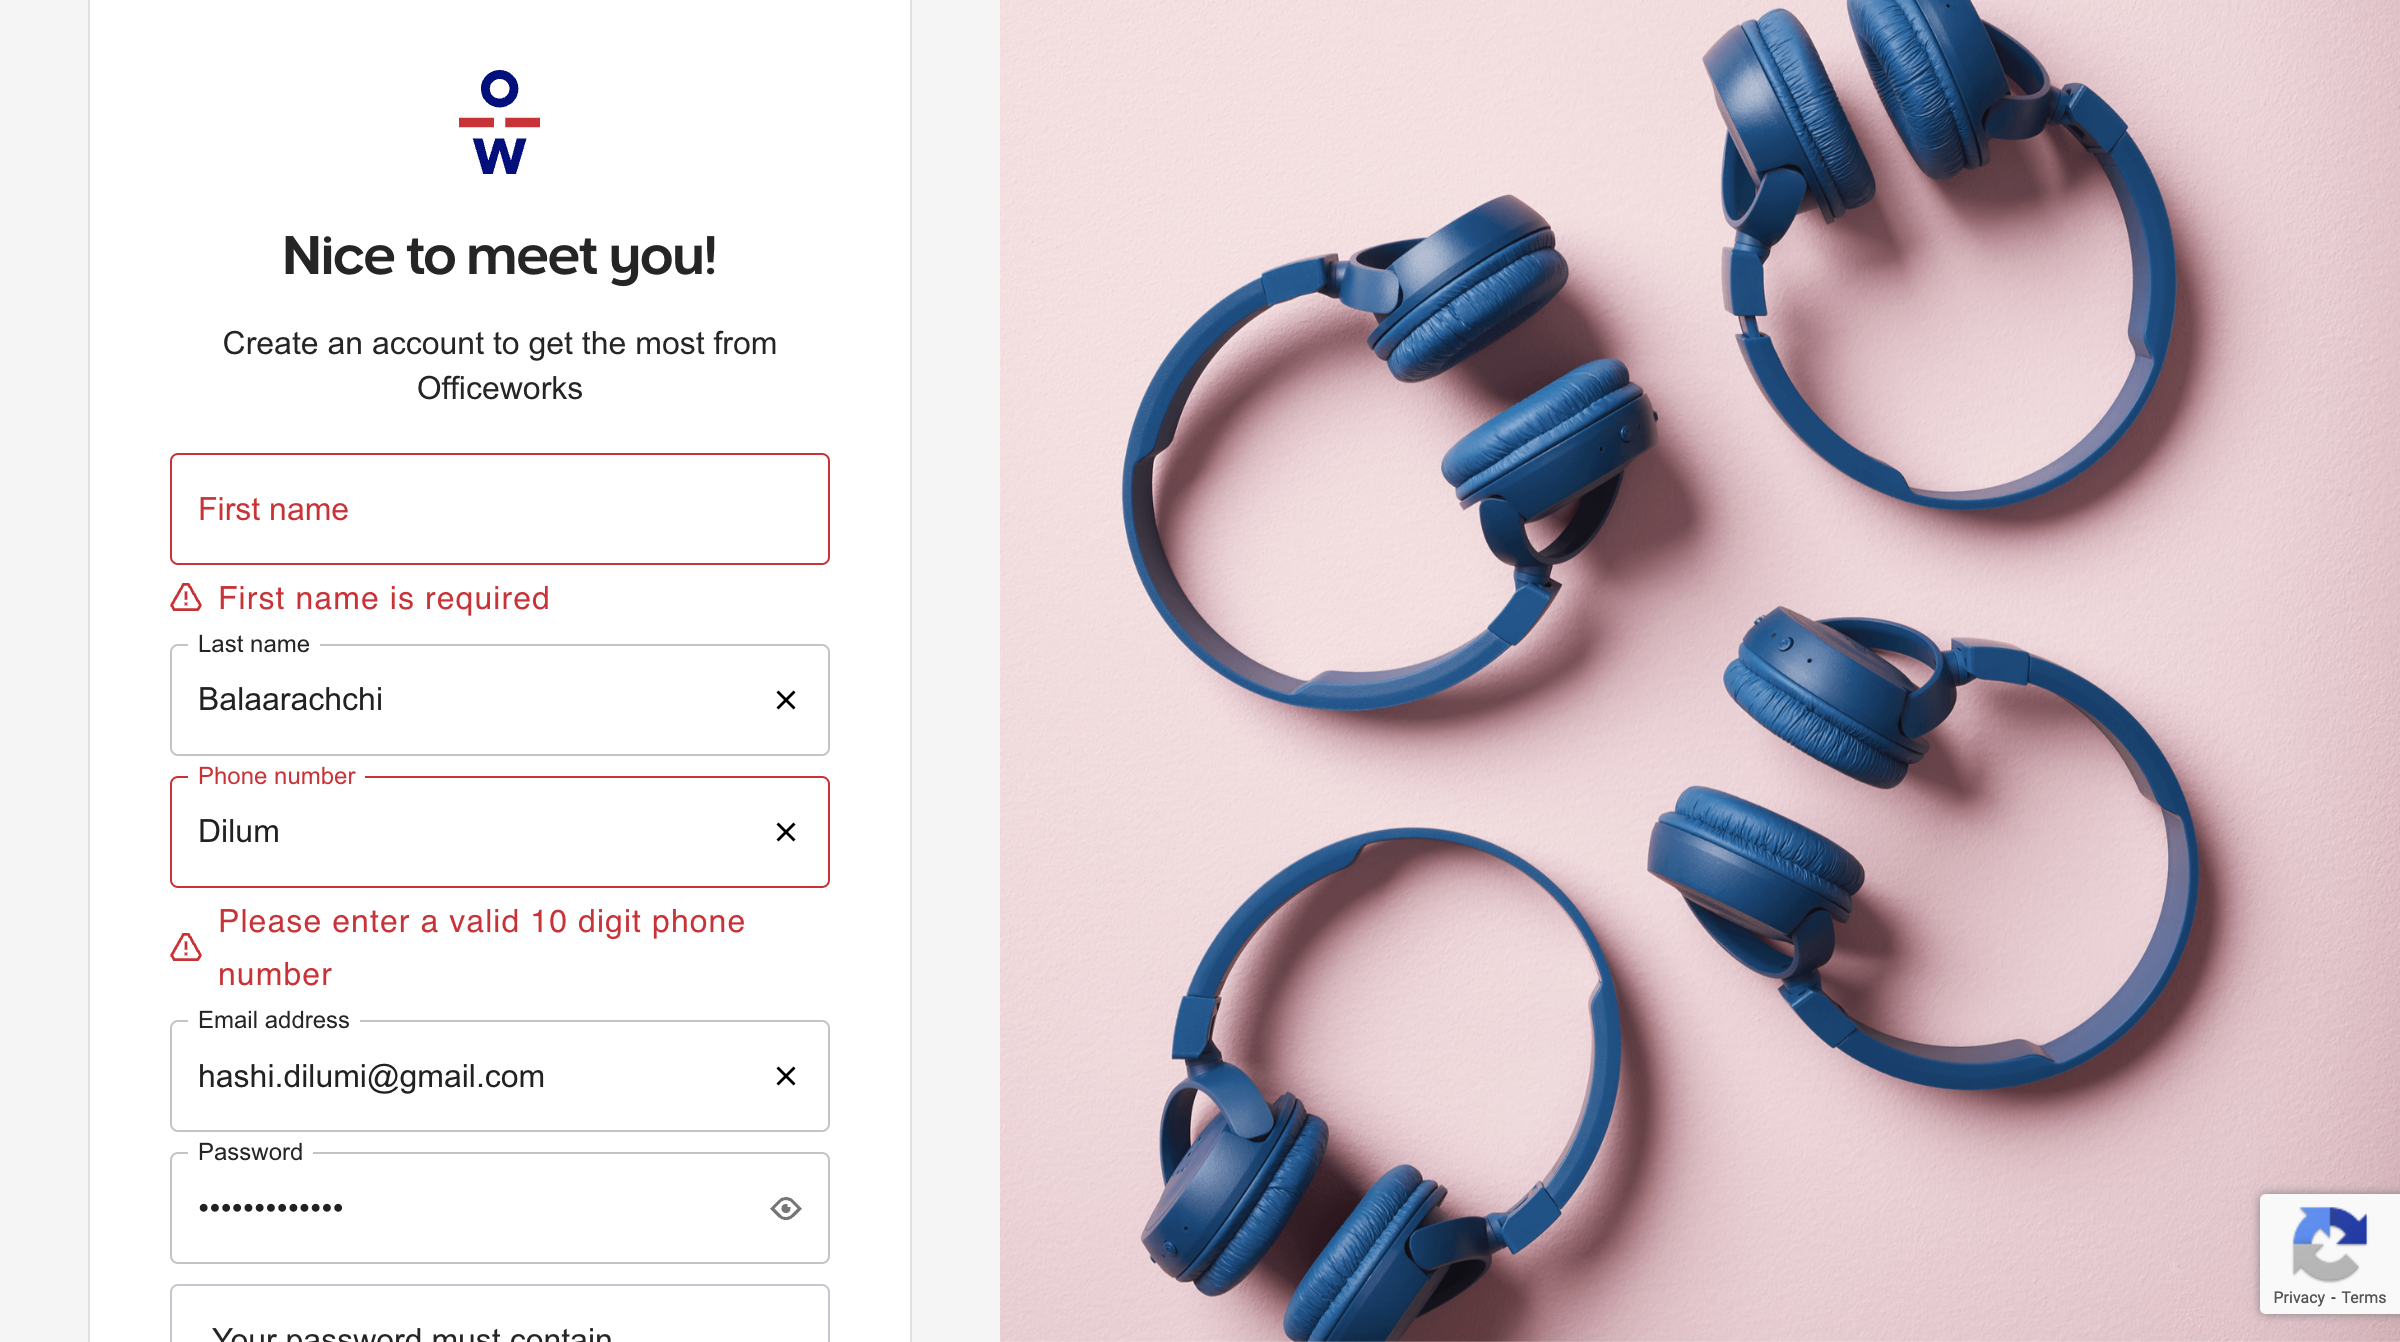 O
W
Nice to meet you!
Create an account to get the most from
Officeworks
First name
First name is required
Last name
Balaarachchi
Phone number
Dilum
Please enter a valid 10 digit phone
number
Email address
hashi.dilumi@gmail.com
Password
•••••••••••••
Your password must contain
Privacy - Terms